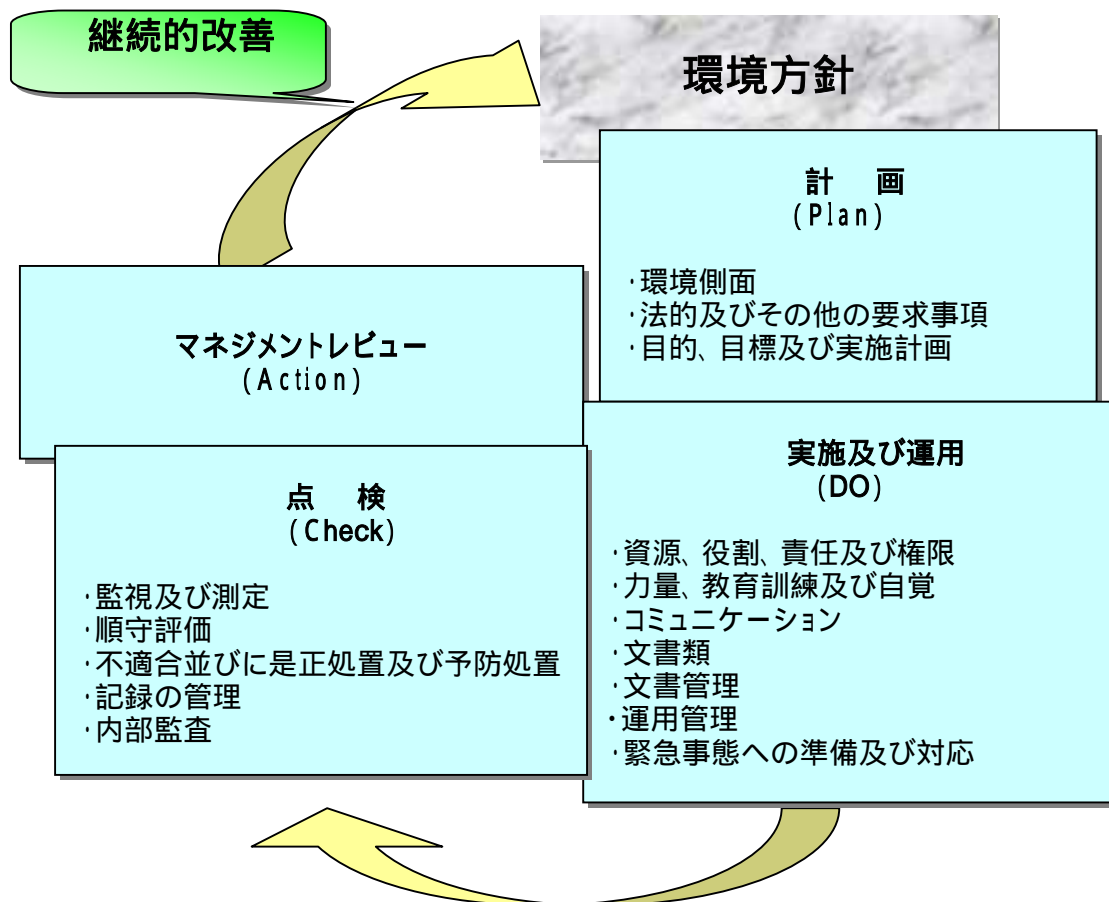 継続的改善
環境方針
計 画
(Plan)
・環境側面
・法的及びその他の要求事項
・目的、目標及び実施計画
マネジメントレビュー
(Action)
実施及び運用
(DO)
・資源、役割、責任及び権限
・力量、教育訓練及び自覚
・コミュニケーション
・文書類
・文書管理
・運用管理
・緊急事態への準備及び対応
点 検
(Check)
・監視及び測定
・順守評価
・不適合並びに是正処置及び予防処置
・記録の管理
・内部監査